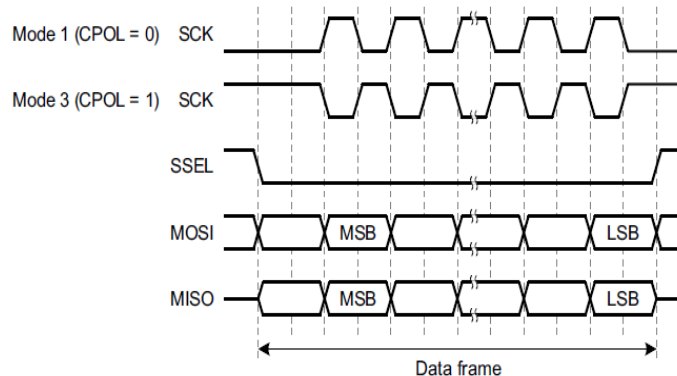 Mode 1 (CPOL = 0) SCK
Mode 3 (CPOL = 1) SCK
SSEL
MOSI MSB LSB
MISO MSB LSB
Data frame